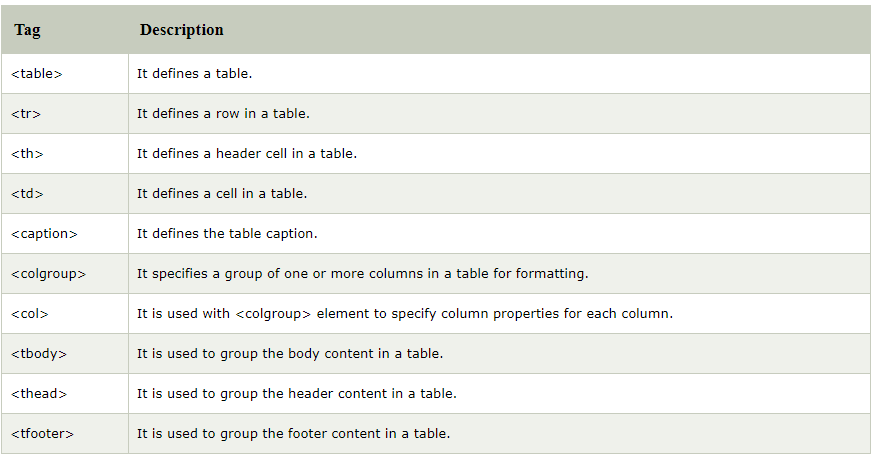 Tag Description
<table> It defines a table.
<tr> It defines a row in a table.
<th> It defines a header cell in a table.
<td> It defines a cell in a table.
<caption> It defines the table caption.
<colgroup> It specifies a group of one or more columns in a table for formatting.
<col> It is used with <colgroup> element to specify column properties for each column.
<tbody> It is used to group the body content in a table.
<thead> It is used to group the header content in a table.
<tfooter> It is used to group the footer content in a table.